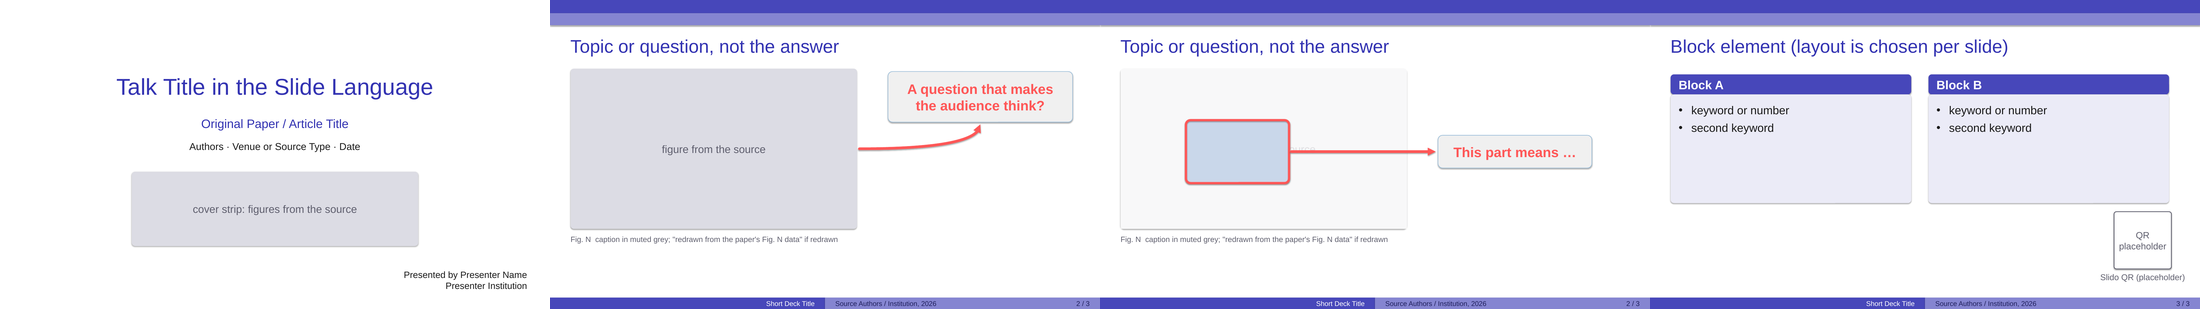 Talk Title in the Slide Language
Original Paper / Article Title
Authors · Venue or Source Type · Date
cover strip: figures from the source
Presented by Presenter Name
Presenter Institution
Topic or question, not the answer
figure from the source
A question that makes
the audience think?
Fig. N  caption in muted grey; "redrawn from the paper's Fig. N data" if redrawn
Short Deck Title
Source Authors / Institution, 2026
2 / 3
Topic or question, not the answer
This part means …
Fig. N  caption in muted grey; "redrawn from the paper's Fig. N data" if redrawn
Short Deck Title
Source Authors / Institution, 2026
2 / 3
Block element (layout is chosen per slide)
Block A
• keyword or number
• second keyword
Block B
• keyword or number
• second keyword
QR
placeholder
Slido QR (placeholder)
Short Deck Title
Source Authors / Institution, 2026
3 / 3